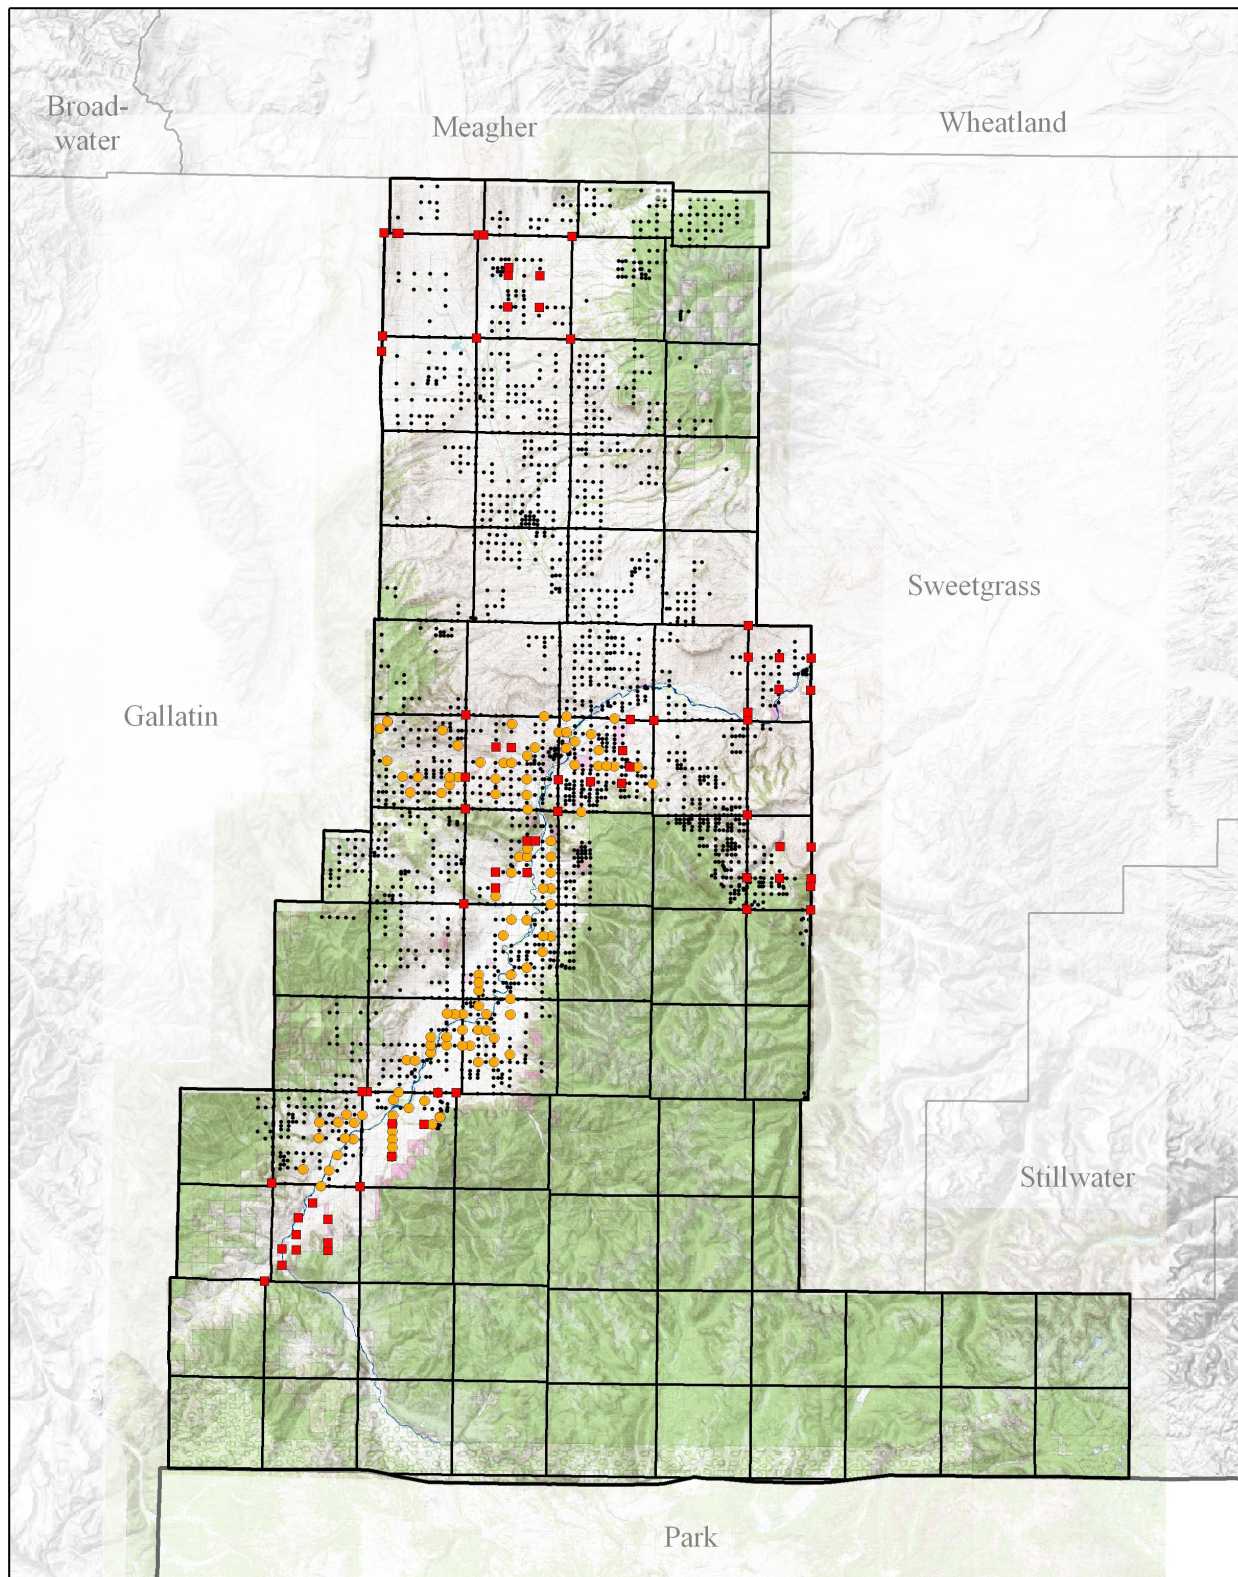 Broad-
water
Meagher
Wheatland
Sweetgrass
Gallatin
Stillwater
Park